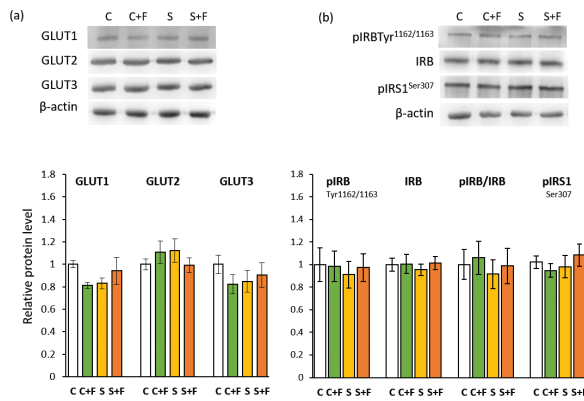 (a)
C C+F S S+F
GLUT1
GLUT2
GLUT3
β-actin
(b)
C C+F S S+F
pIRBTyr1162/1163
IRB
pIRS1Ser307
β-actin
Relative protein level
1.8
1.6
1.4
1.2
1
0.8
0.6
0.4
0.2
0
GLUT1 GLUT2 GLUT3
C C+F S S+F C C+F S S+F C C+F S S+F
1.8
1.6
1.4
1.2
1.0
0.8
0.6
0.4
0.2
0
pIRB IRB pIRB/IRB pIRS1
Tyr1162/1163 Ser307
C C+F S S+F C C+F S S+F C C+F S S+F C C+F S S+F